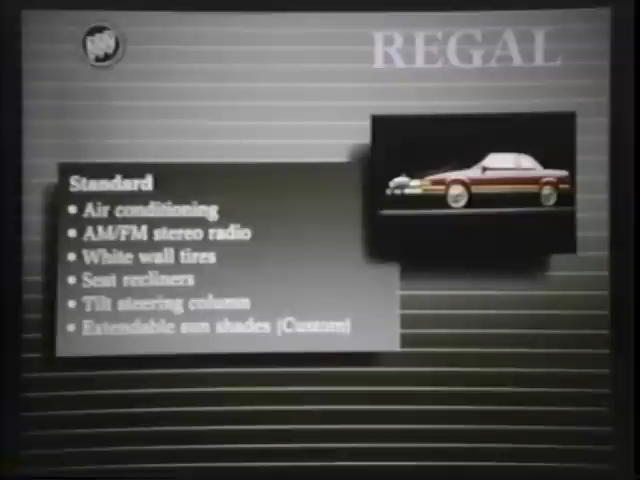 REGAL
Standard
• Air conditioning
• AM/FM stereo radio
• White wall tires
• Seat recliners
• Tilt steering column
• Extendable sun shades (Custom)